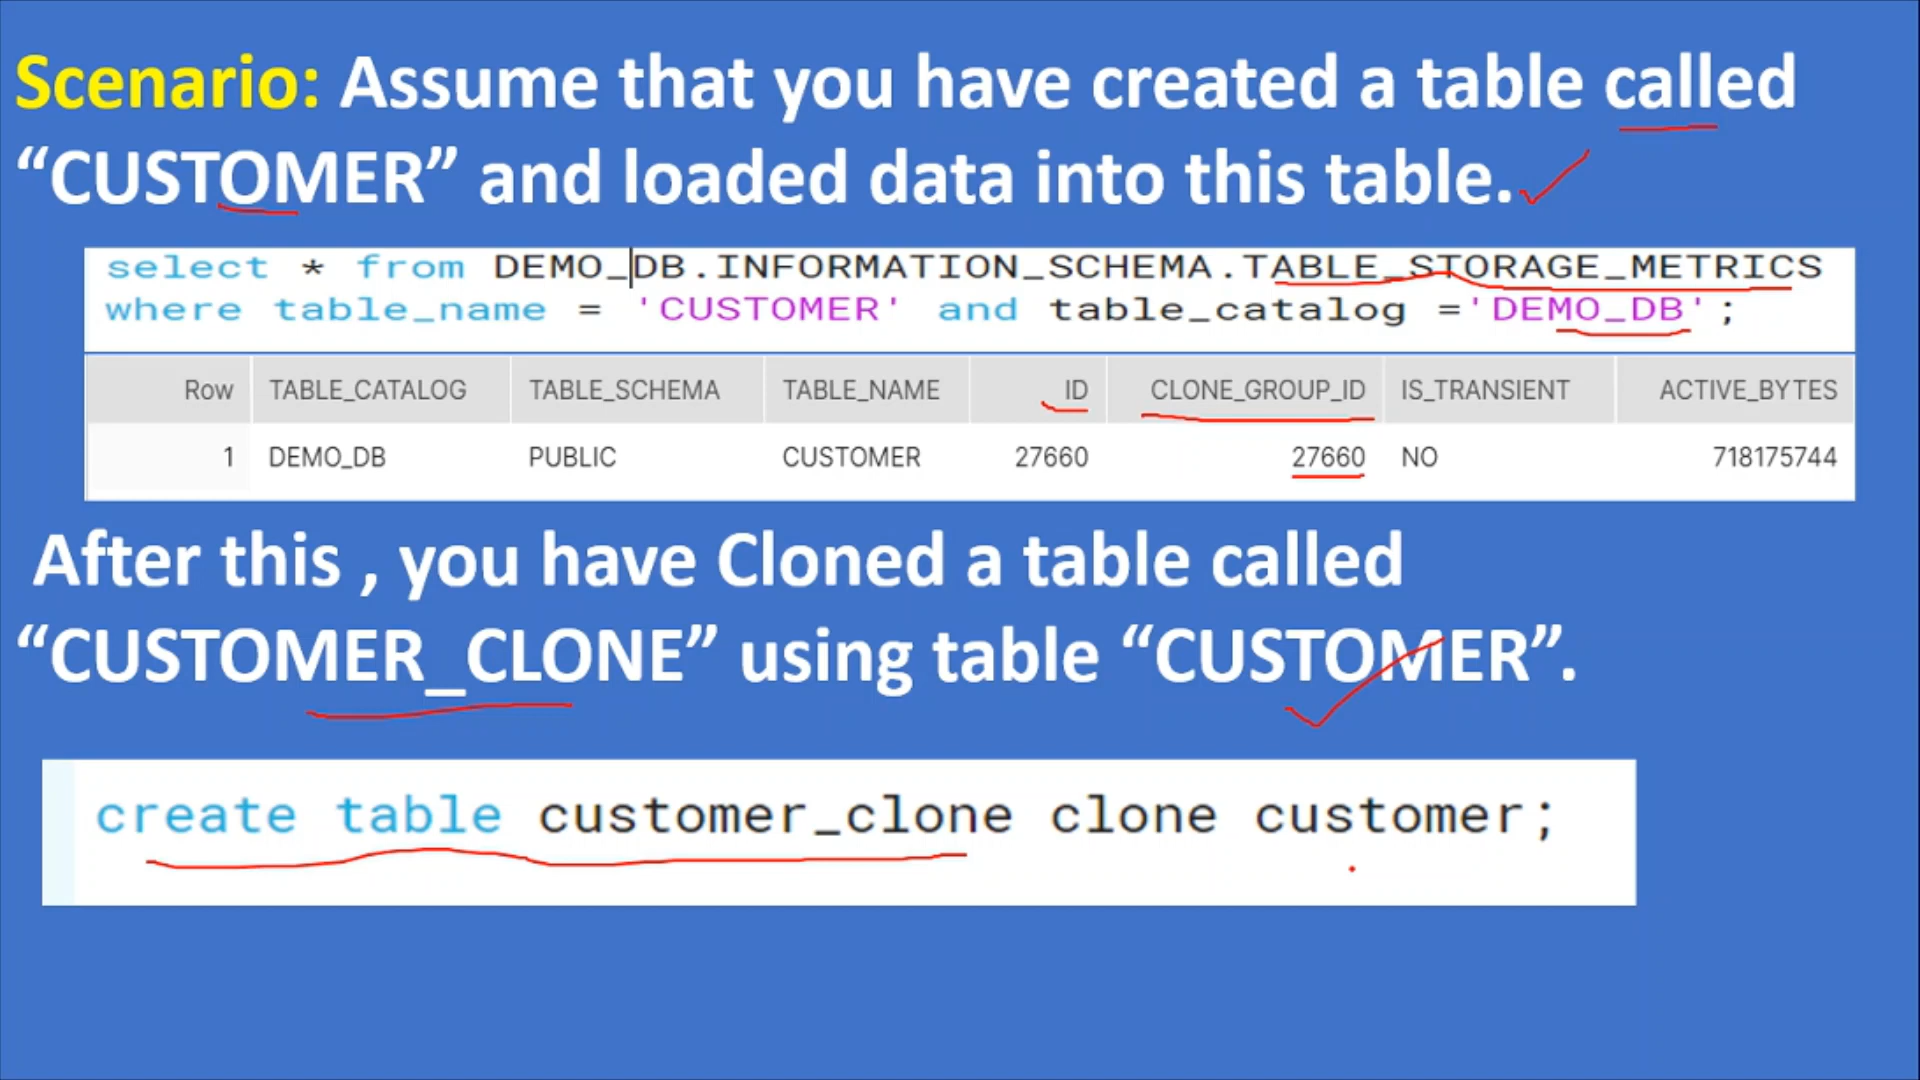 Scenario: Assume that you have created a table called
“CUSTOMER” and loaded data into this table.
select * from DEMO_DB.INFORMATION_SCHEMA.TABLE_STORAGE_METRICS
where table_name = 'CUSTOMER' and table_catalog ='DEMO_DB';
Row TABLE_CATALOG TABLE_SCHEMA TABLE_NAME ID CLONE_GROUP_ID IS_TRANSIENT ACTIVE_BYTES
1 DEMO_DB PUBLIC CUSTOMER 27660 27660 NO 718175744
After this , you have Cloned a table called
“CUSTOMER_CLONE” using table “CUSTOMER”.
create table customer_clone clone customer;